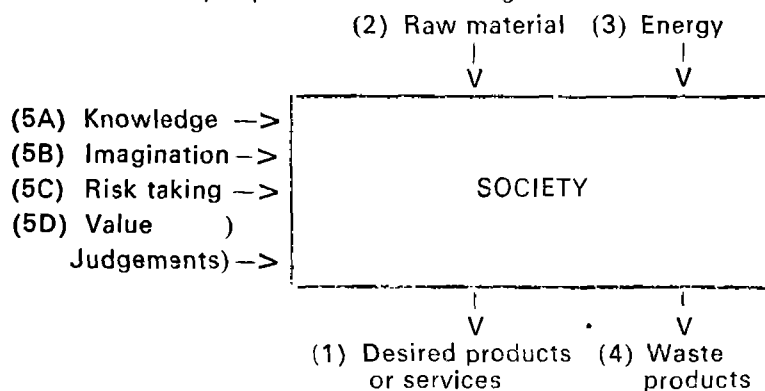 (2) Raw material (3) Energy
(5A) Knowledge —>
(5B) Imagination —>
(5C) Risk taking —>
(5D) Value )
Judgements) —>
SOCIETY
(1) Desired products (4) Waste
or services products